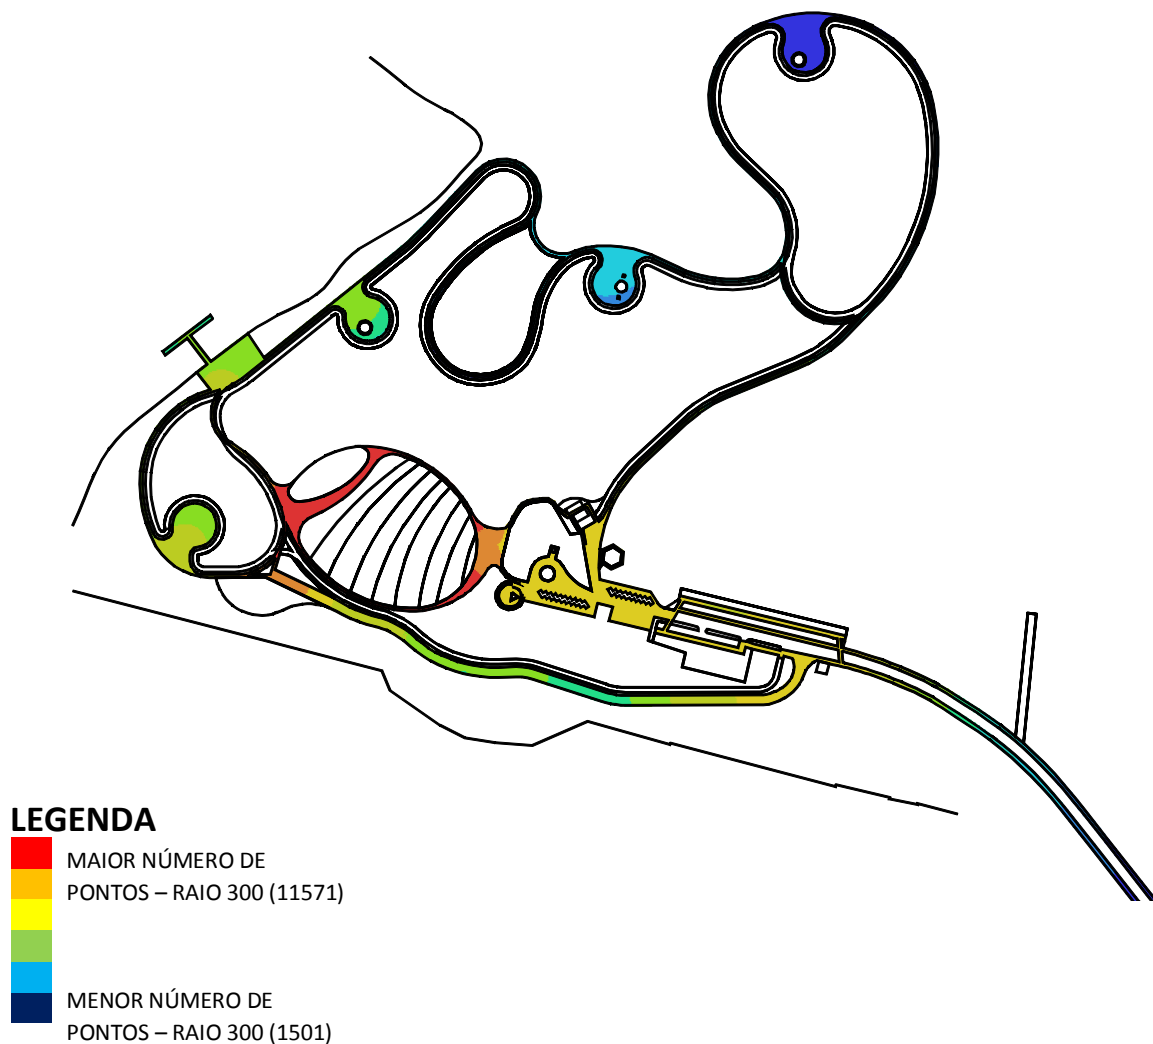 LEGENDA
MAIOR NÚMERO DE
PONTOS – RAIO 300 (11571)
MENOR NÚMERO DE
PONTOS – RAIO 300 (1501)